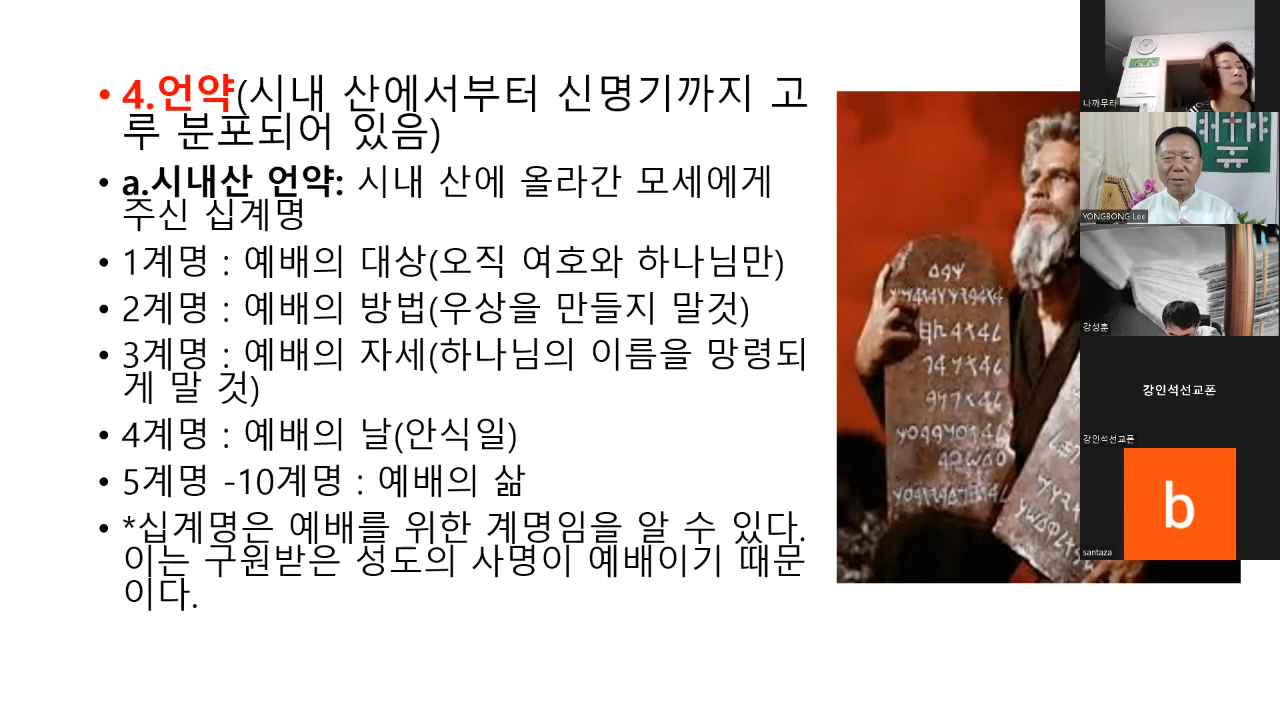 • 4.언약(시내 산에서부터 신명기까지 고
루 분포되어 있음)
• a.시내산 언약: 시내 산에 올라간 모세에게
주신 십계명
• 1계명 : 예배의 대상(오직 여호와 하나님만)
• 2계명 : 예배의 방법(우상을 만들지 말것)
• 3계명 : 예배의 자세(하나님의 이름을 망령되
게 말 것)
• 4계명 : 예배의 날(안식일)
• 5계명 -10계명 : 예배의 삶
• *십계명은 예배를 위한 계명임을 알 수 있다.
이는 구원받은 성도의 사명이 예배이기 때문
이다.
나까무라
YONGBONG Lee
강성훈
강인석선교폰
강인석선교폰
b
santaza